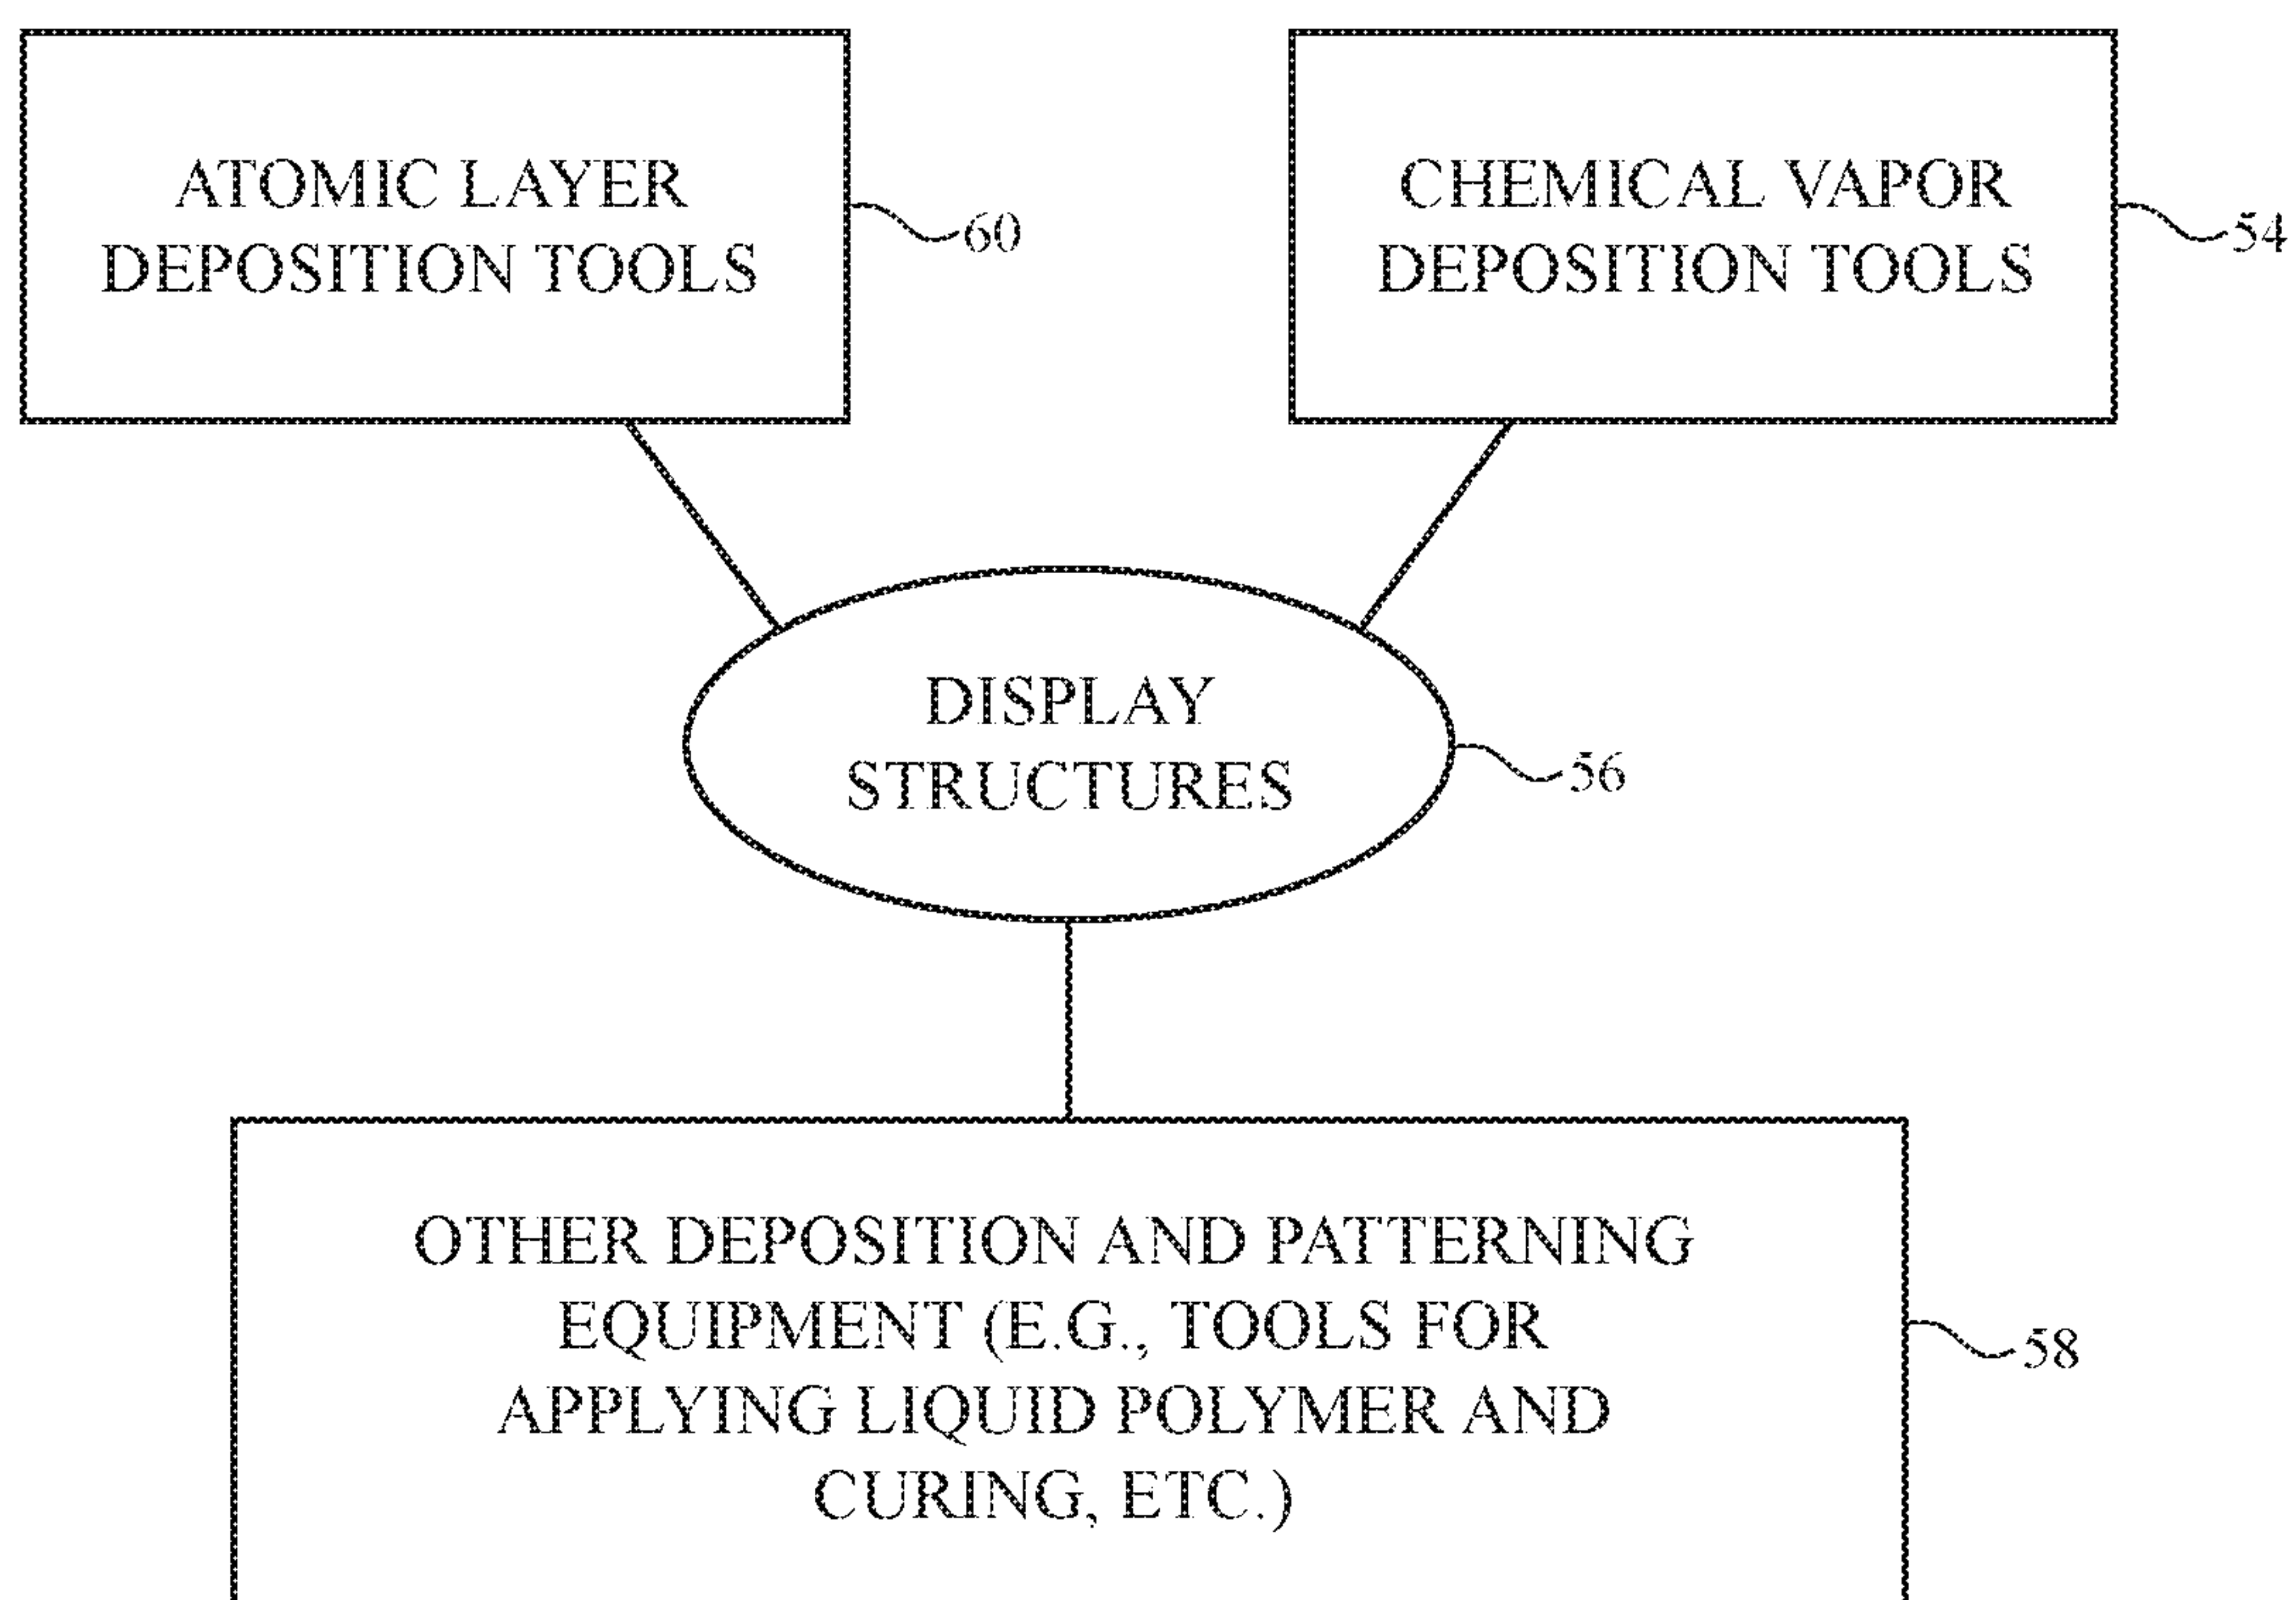 ATOMIC LAYER
DEPOSITION TOOLS
60
CHEMICAL VAPOR
DEPOSITION TOOLS
54
DISPLAY
STRUCTURES
56
OTHER DEPOSITION AND PATTERNING
EQUIPMENT (E.G., TOOLS FOR
APPLYING LIQUID POLYMER AND
CURING, ETC.)
58